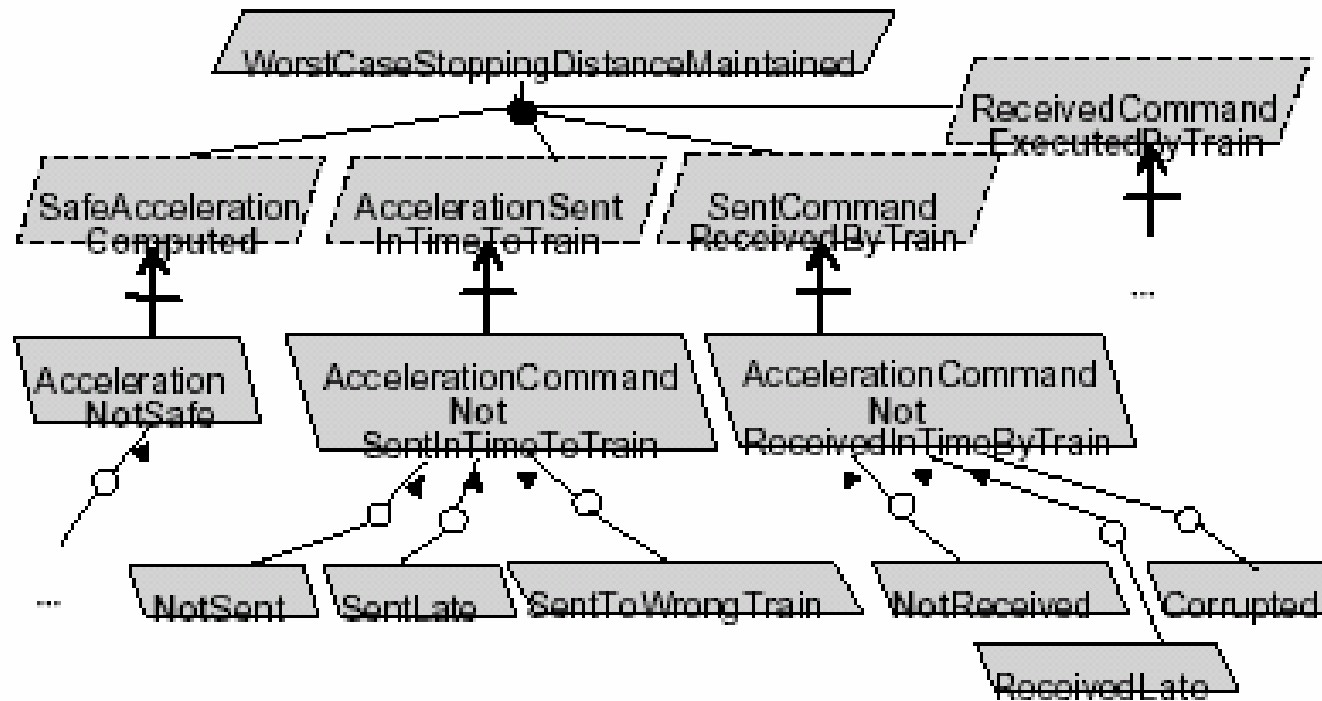 WorstCaseStoppingDistanceMaintained
ReceivedCommand
ExecutedByTrain
SafeAcceleration
Computed
AccelerationSent
InTimeToTrain
SentCommand
ReceivedByTrain
...
Acceleration
NotSafe
AccelerationCommand
Not
SentInTimeToTrain
AccelerationCommand
Not
ReceivedInTimeByTrain
...
NotSent
SentLate
SentToWrongTrain
NotReceived
Corrupted
ReceivedLate